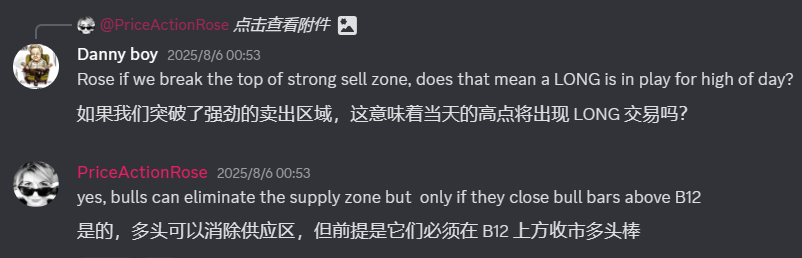 @PriceActionRose 点击查看附件
Danny boy 2025/8/6 00:53
Rose if we break the top of strong sell zone, does that mean a LONG is in play for high of day?
如果我们突破了强劲的卖出区域，这意味着当天的高点将出现 LONG 交易吗？
PriceActionRose 2025/8/6 00:53
yes, bulls can eliminate the supply zone but only if they close bull bars above B12
是的，多头可以消除供应区，但前提是它们必须在 B12 上方收市多头棒